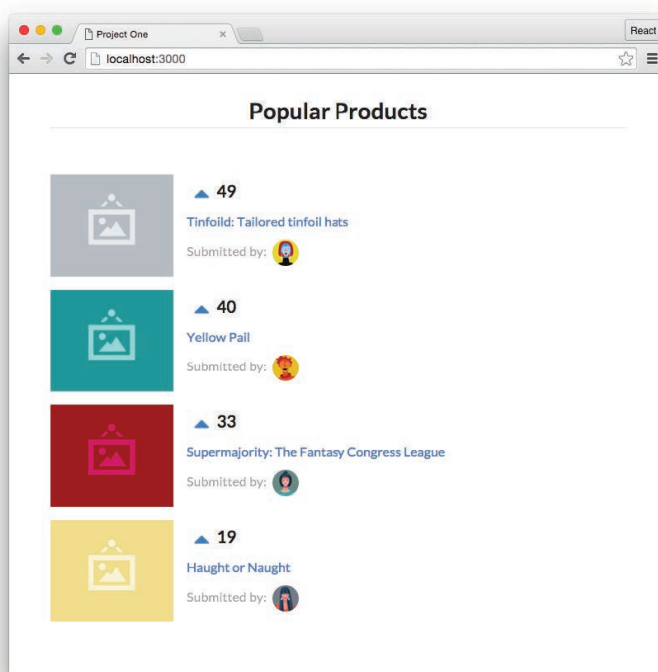 Project One
React
localhost:3000
Popular Products
49
Tinfoild: Tailored tinfoil hats
Submitted by:
40
Yellow Pail
Submitted by:
33
Supermajority: The Fantasy Congress League
Submitted by:
19
Haught or Naught
Submitted by: